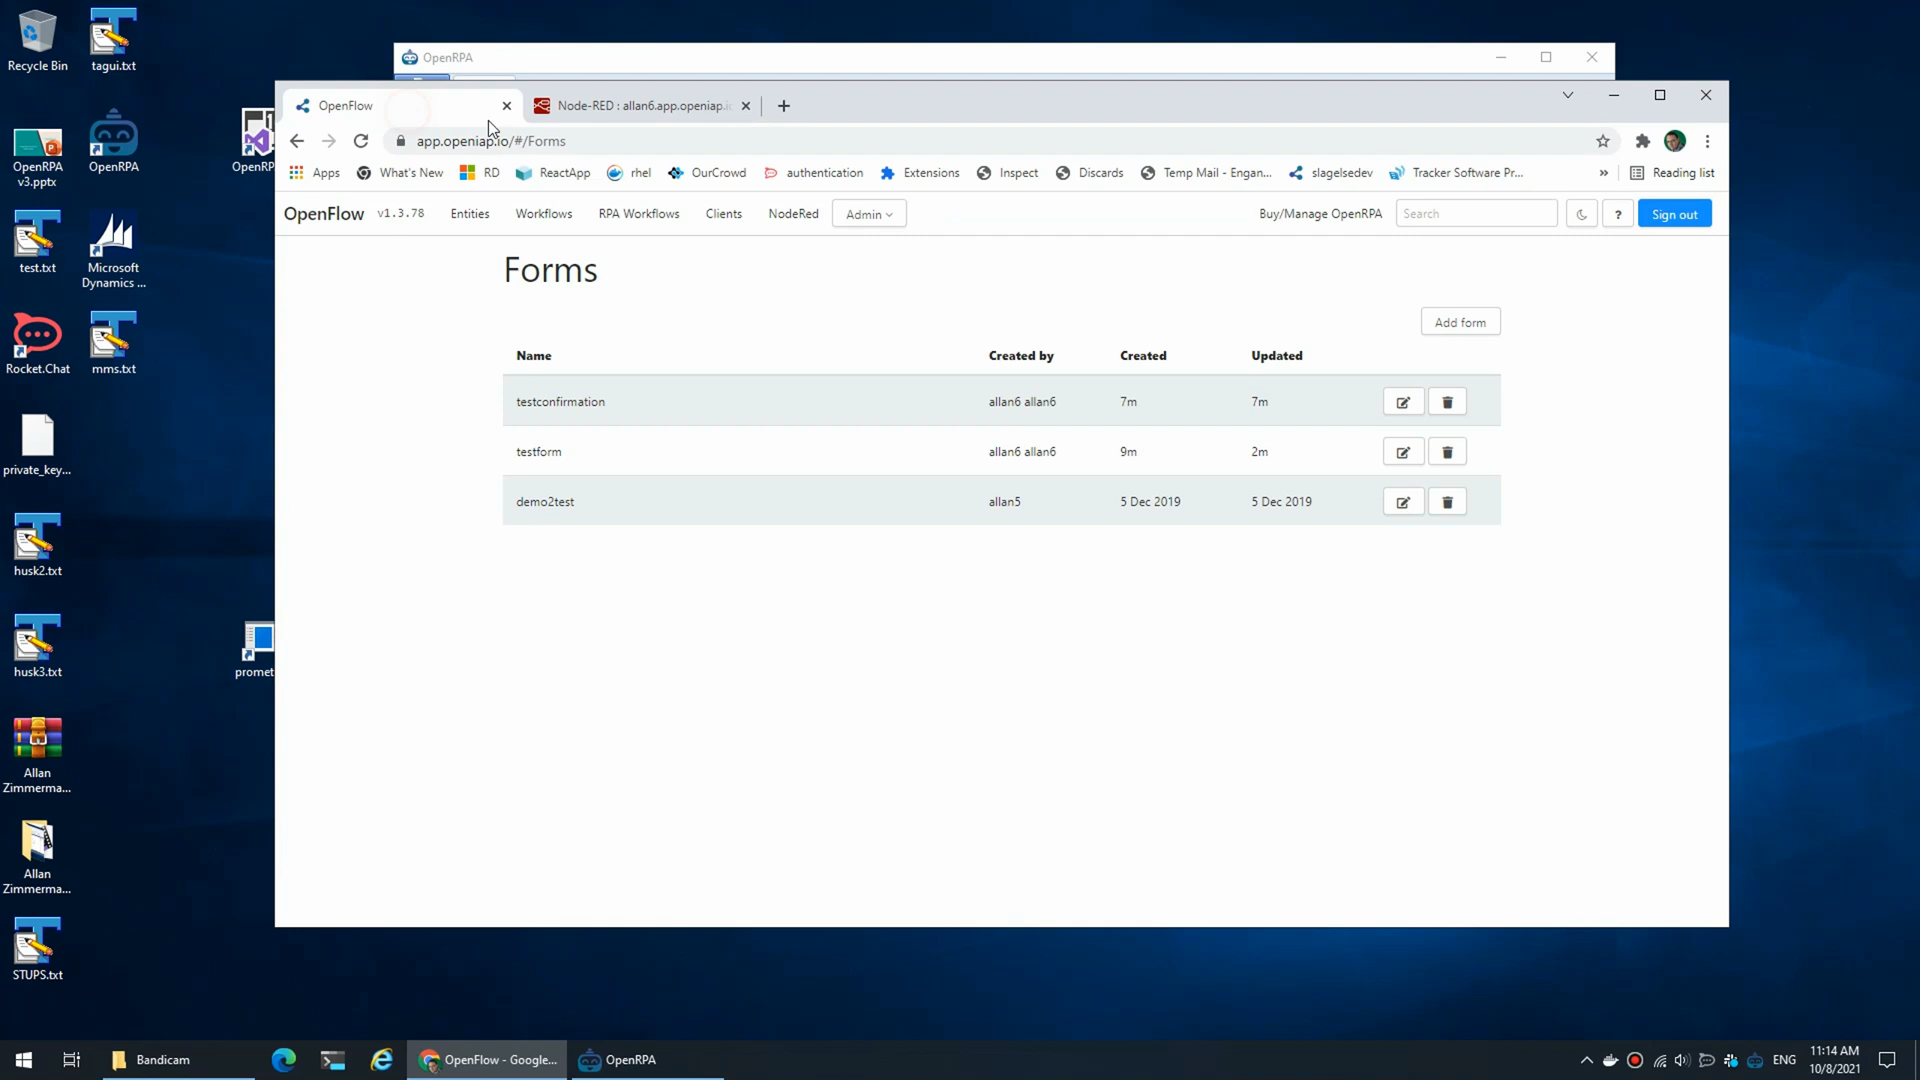 Recycle Bin
tagui.txt
OpenRPA
v3.pptx
OpenRPA
OpenRP
test.txt
Microsoft
Dynamics ...
Rocket.Chat
mms.txt
private_key...
husk2.txt
husk3.txt
promet
Allan
Zimmerma...
Allan
Zimmerma...
STUPS.txt
OpenRPA
OpenFlow
Node-RED : allan6.app.openiap.i
app.openiap.io/#/Forms
Apps
What's New
RD
ReactApp
rhel
OurCrowd
authentication
Extensions
Inspect
Discards
Temp Mail - Engan...
slagelsedev
Tracker Software Pr...
»
Reading list
OpenFlow v1.3.78 Entities Workflows RPA Workflows Clients NodeRed Admin
Buy/Manage OpenRPA Search ? Sign out
Forms
Add form
Name Created by Created Updated
testconfirmation allan6 allan6 7m 7m
testform allan6 allan6 9m 2m
demo2test allan5 5 Dec 2019 5 Dec 2019
Bandicam
OpenFlow - Google...
OpenRPA
ENG
11:14 AM
10/8/2021